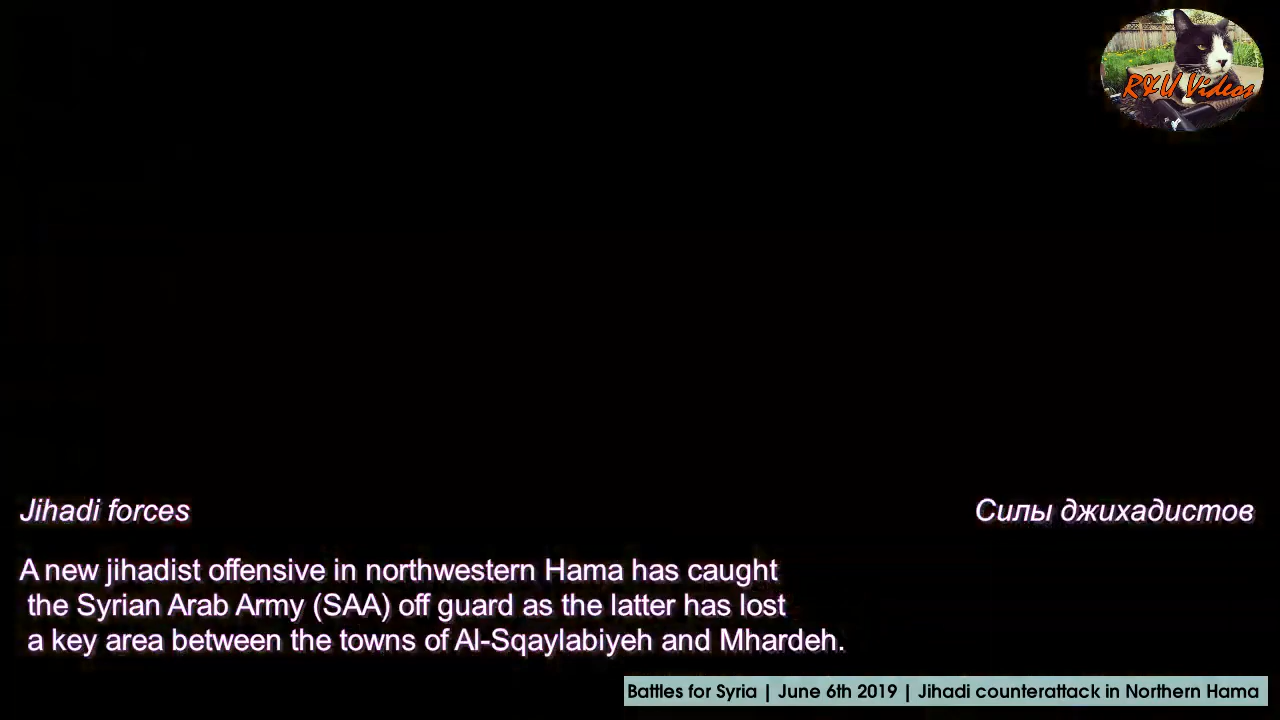 R&U Videos
Jihadi forces
Силы джихадистов
A new jihadist offensive in northwestern Hama has caught
the Syrian Arab Army (SAA) off guard as the latter has lost
a key area between the towns of Al-Sqaylabiyeh and Mhardeh.
Battles for Syria | June 6th 2019 | Jihadi counterattack in Northern Hama